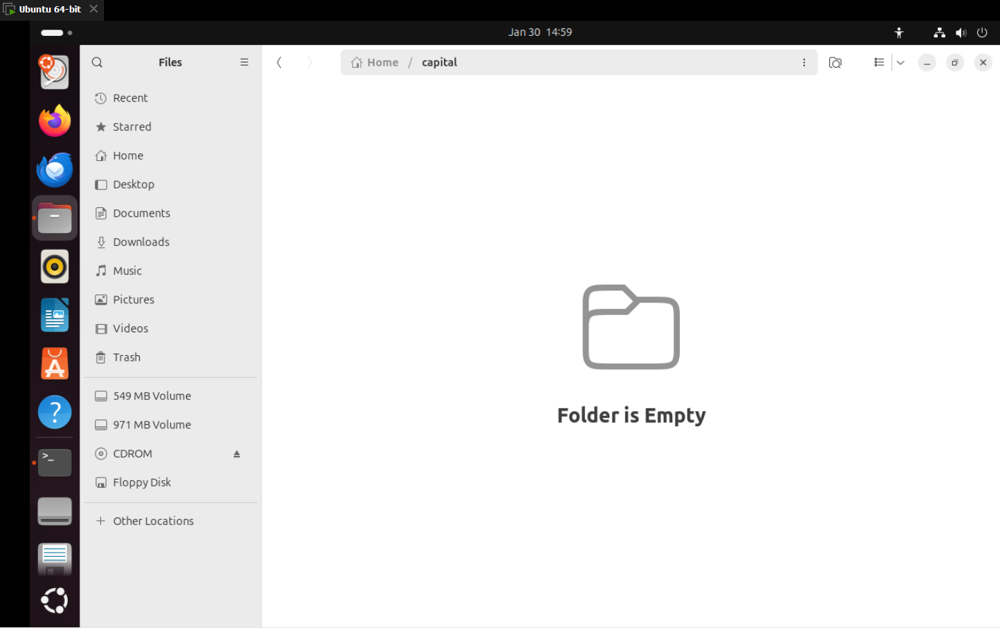 Ubuntu 64-bit
Jan 30 14:59
Files
Home / capital
Recent
Starred
Home
Desktop
Documents
Downloads
Music
Pictures
Videos
Trash
549 MB Volume
971 MB Volume
CDROM
Floppy Disk
Other Locations
Folder is Empty